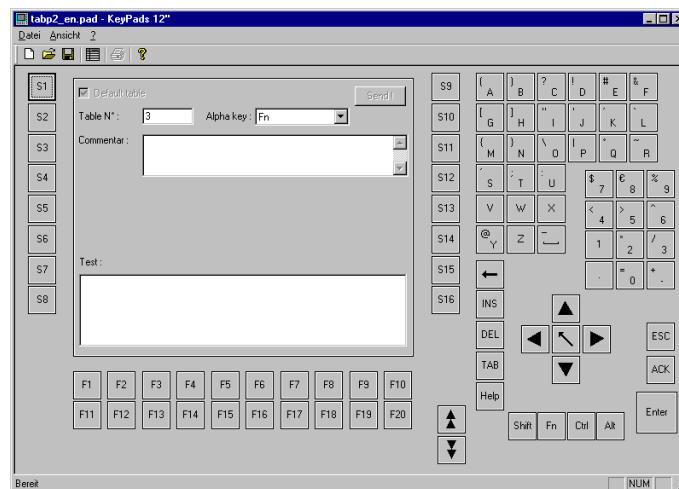 tabp2_en.pad - KeyPads 12"
Datei Ansicht ?
S1
S2
S3
S4
S5
S6
S7
S8
Default table
Send !
Table N° : 3 Alpha key : Fn
Commentar :
Test :
F1 F2 F3 F4 F5 F6 F7 F8 F9 F10
F11 F12 F13 F14 F15 F16 F17 F18 F19 F20
S9
S10
S11
S12
S13
S14
S15
S16
( A ) B ? C ! D # E & F
[ G ] H " I ' J ' K ` L
{ M } N \ O | P ° Q ~ R
´ S ; T : U
V W X
@ Y Z
$ 7 € 8 % 9
< 4 > 5 ^ 6
1 2 / 3
. = 0 + -
INS
DEL
TAB
Help
ESC
ACK
Enter
Shift Fn Ctrl Alt
Bereit NUM